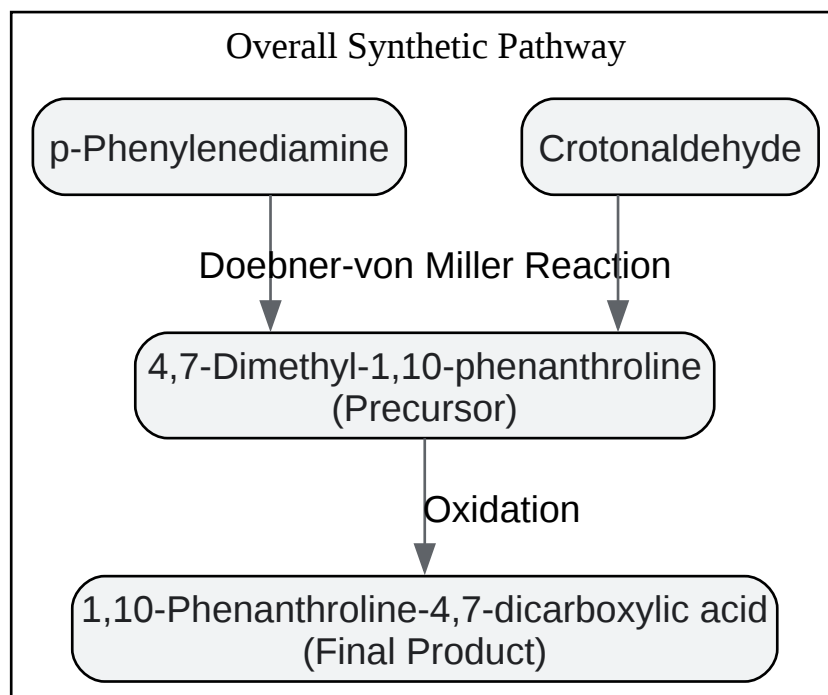 Overall Synthetic Pathway
p-Phenylenediamine
Crotonaldehyde
Doebner-von Miller Reaction
4,7-Dimethyl-1,10-phenanthroline
(Precursor)
Oxidation
1,10-Phenanthroline-4,7-dicarboxylic acid
(Final Product)